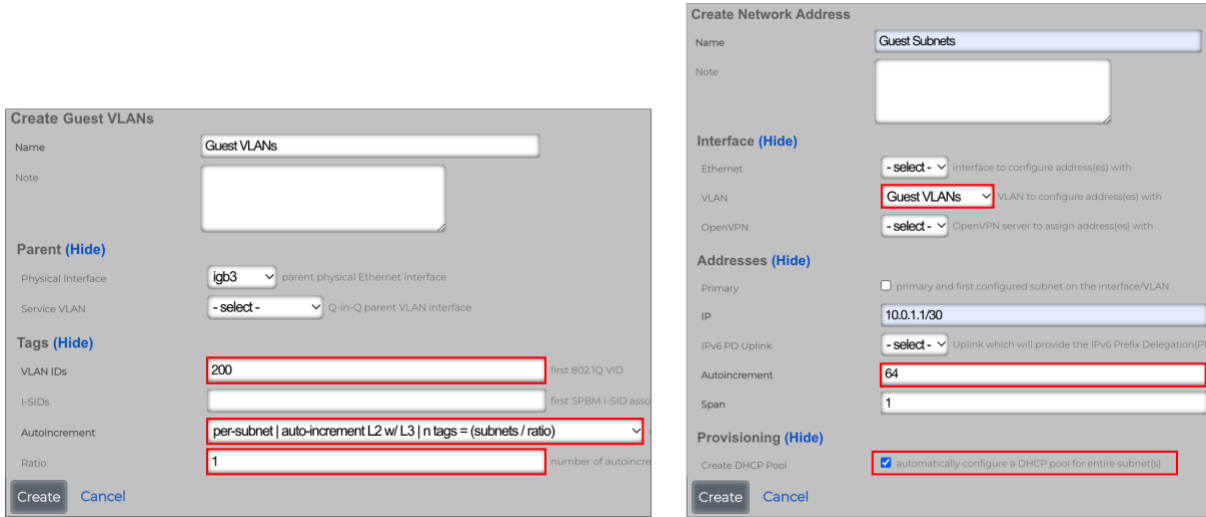 Create Guest VLANs
Name Guest VLANs
Note
Parent (Hide)
Physical Interface igb3 parent physical Ethernet interface
Service VLAN - select - Q-in-Q parent VLAN interface
Tags (Hide)
VLAN IDs 200 first 802.1Q VID
I-SIDs first SPBM I-SID asso
Autoincrement per-subnet | auto-increment L2 w/ L3 | n tags = (subnets / ratio)
Ratio 1 number of autoincre
Create Cancel
Create Network Address
Name Guest Subnets
Note
Interface (Hide)
Ethernet - select - interface to configure address(es) with
VLAN Guest VLANs VLAN to configure address(es) with
OpenVPN - select - OpenVPN server to assign address(es) with
Addresses (Hide)
Primary primary and first configured subnet on the interface/VLAN
IP 10.0.1.1/30
IPv6 PD Uplink - select - Uplink which will provide the IPv6 Prefix Delegation(P
Autoincrement 64
Span 1
Provisioning (Hide)
Create DHCP Pool automatically configure a DHCP pool for entire subnet(s)
Create Cancel